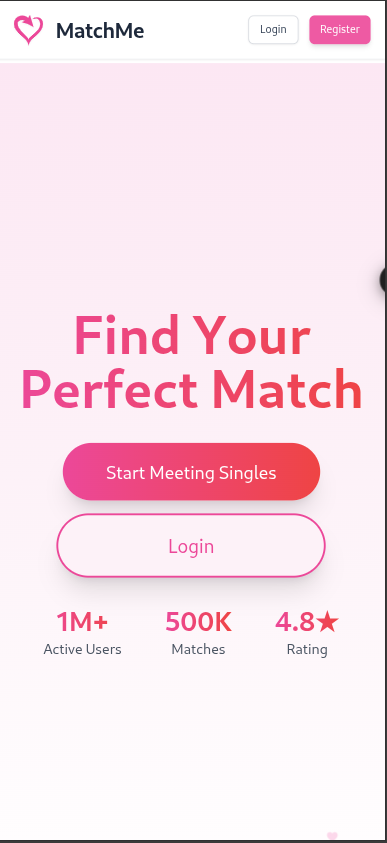 MatchMe
Login
Register
Find Your
Perfect Match
Start Meeting Singles
Login
1M+
500K
4.8★
Active Users
Matches
Rating